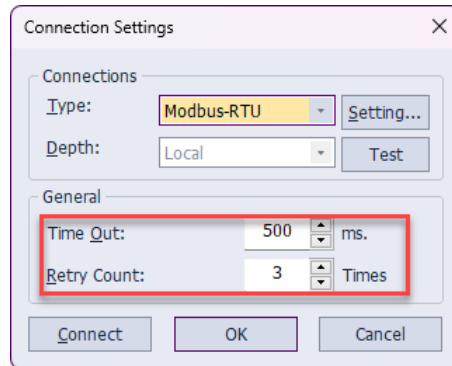 Connection Settings
Connections
Type: Modbus-RTU Setting...
Depth: Local Test
General
Time Out: 500 ms.
Retry Count: 3 Times
Connect OK Cancel